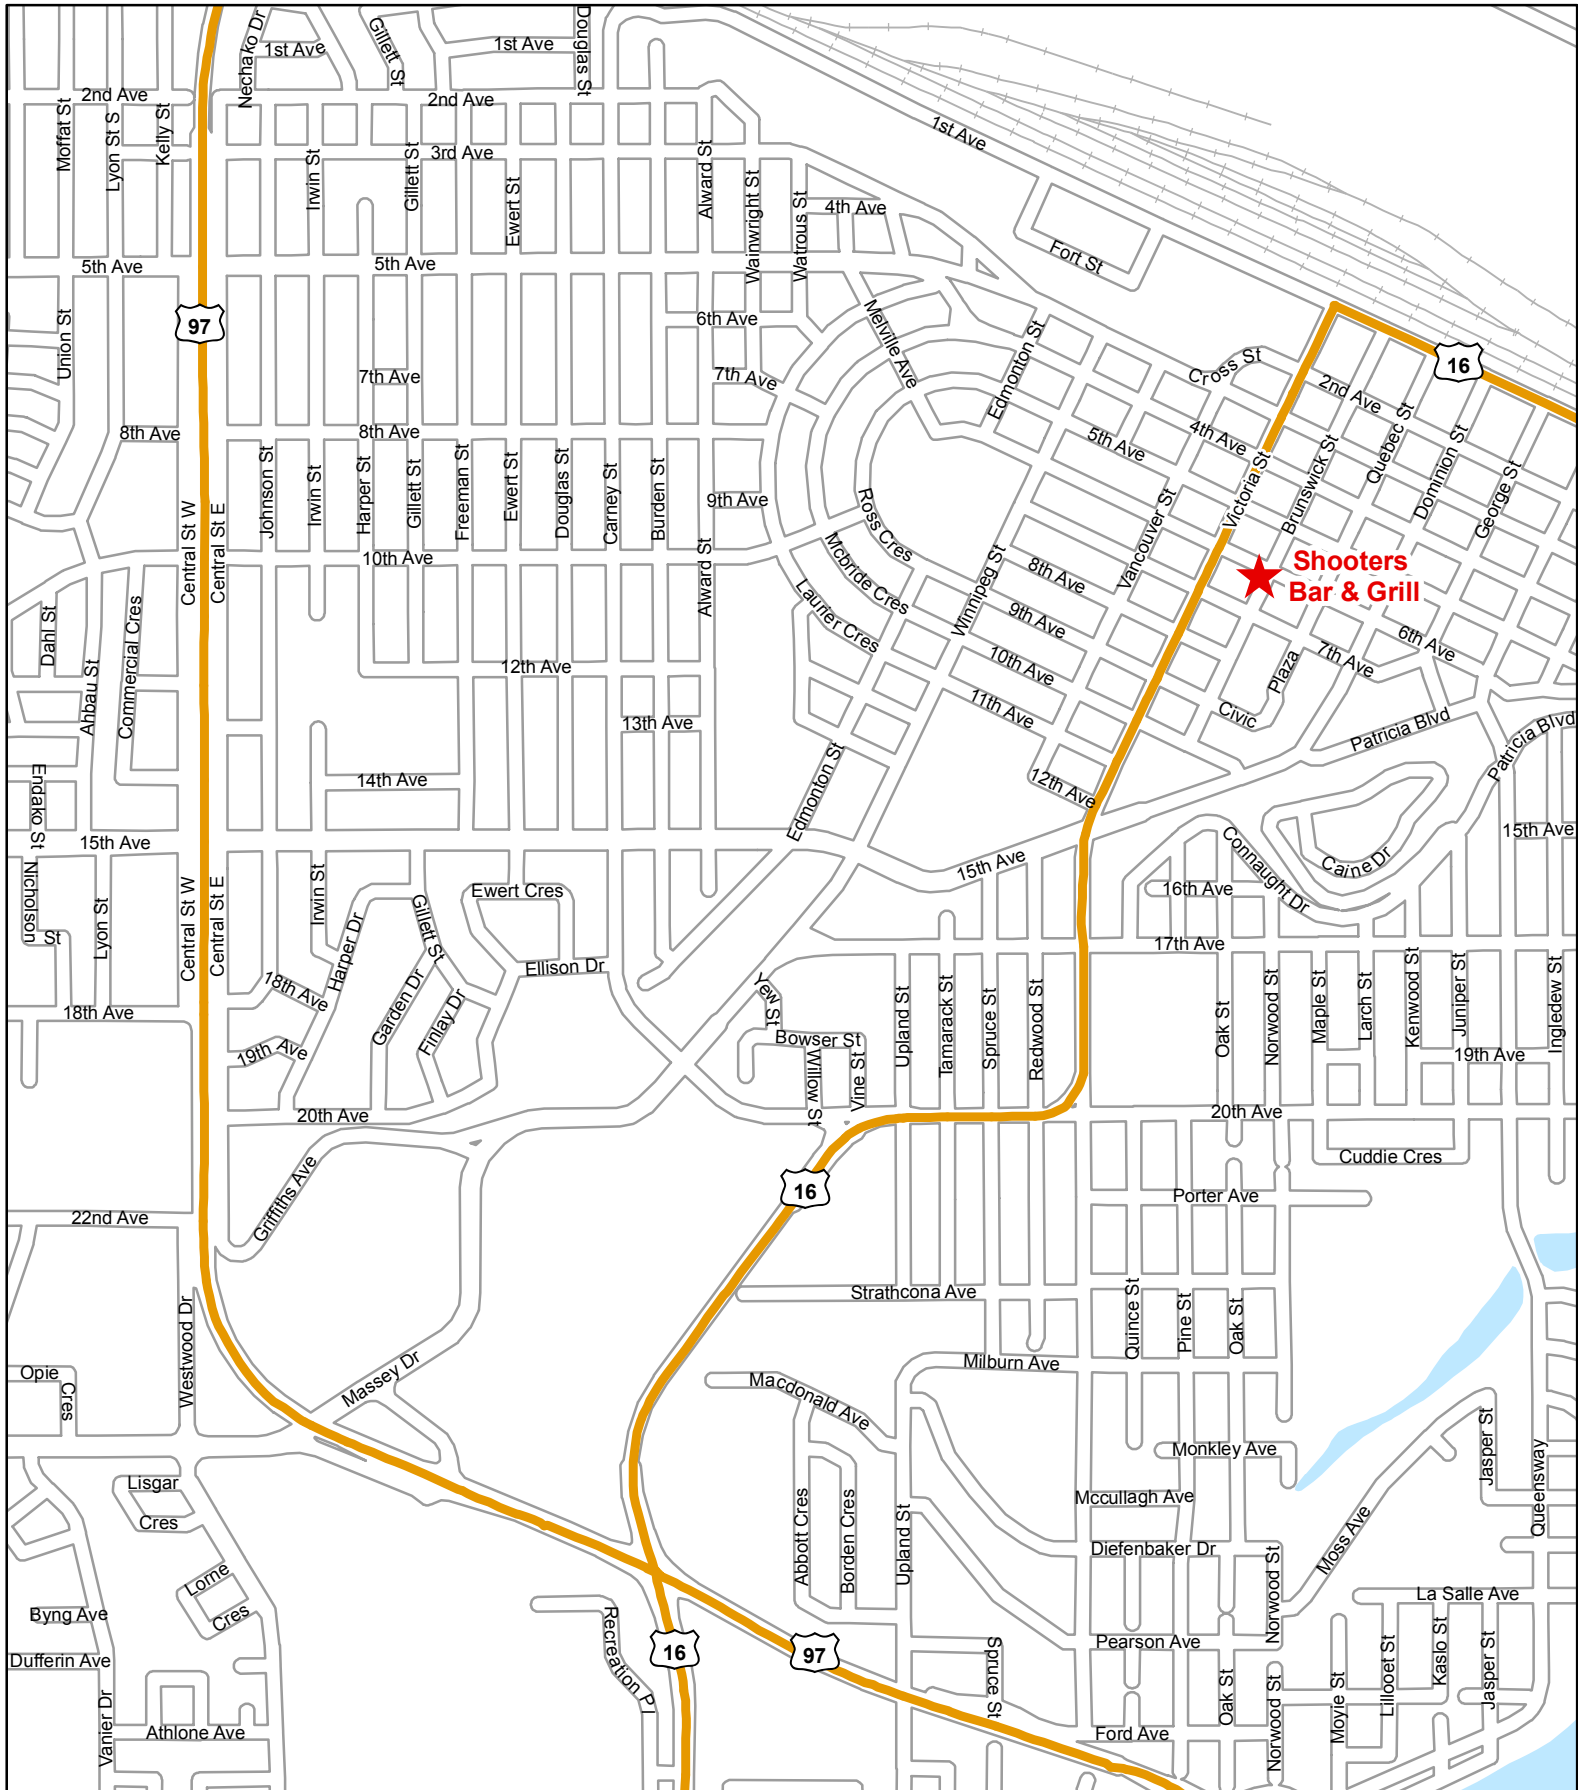 Nechako Dr
1st Ave
Gillett St
1st Ave
Douglas St
2nd Ave
2nd Ave
Moffat St
Lyon St S
Kelly St
1st Ave
3rd Ave
Irwin St
Gillett St
Ewert St
Alward St
Wainwright St
Watrous St
4th Ave
Fort St
5th Ave
5th Ave
97
Union St
6th Ave
Melville Ave
Edmonton St
Cross St
16
7th Ave
7th Ave
2nd Ave
8th Ave
8th Ave
5th Ave
4th Ave
Quebec St
Dominion St
George St
Brunswick St
Victoria St
Vancouver St
Johnson St
Irwin St
Harper St
Gillett St
Freeman St
Ewert St
Douglas St
Carney St
Burden St
9th Ave
Central St W
Central St E
Ross Cres
Mcbride Cres
Laurier Cres
Winnipeg St
10th Ave
Alward St
Shooters
Bar & Grill
8th Ave
9th Ave
10th Ave
11th Ave
6th Ave
7th Ave
Dahl St
Ahbau St
Commercial Cres
12th Ave
13th Ave
Civic
Plaza
Patricia Blvd
Patricia Blvd
Endako St
14th Ave
Edmonton St
12th Ave
15th Ave
15th Ave
15th Ave
Connaught Dr
Caine Dr
Nicholson
St
Lyon St
Central St W
Central St E
Irwin St
Harper Dr
Gillett St
Ewert Cres
16th Ave
17th Ave
Ellison Dr
18th Ave
18th Ave
Garden Dr
Finlay Dr
Yew St
Bowser St
Willow St
Vine St
Upland St
Tamarack St
Spruce St
Redwood St
Oak St
Norwood St
Maple St
Larch St
Kenwood St
Juniper St
Ingledew St
19th Ave
19th Ave
20th Ave
20th Ave
Cuddie Cres
Griffiths Ave
16
Porter Ave
22nd Ave
Strathcona Ave
Quince St
Pine St
Oak St
Westwood Dr
Milburn Ave
Opie
Cres
Massey Dr
Macdonald Ave
Monkley Ave
Jasper St
Queensway
Lisgar
Cres
Mccullagh Ave
Abbott Cres
Borden Cres
Upland St
Diefenbaker Dr
Moss Ave
Lorne
Cres
Norwood St
La Salle Ave
Byng Ave
Recreation Pl
16
97
Spruce St
Pearson Ave
Dufferin Ave
Oak St
Norwood St
Moyie St
Lillooet St
Kaslo St
Jasper St
Vanier Dr
Athlone Ave
Ford Ave